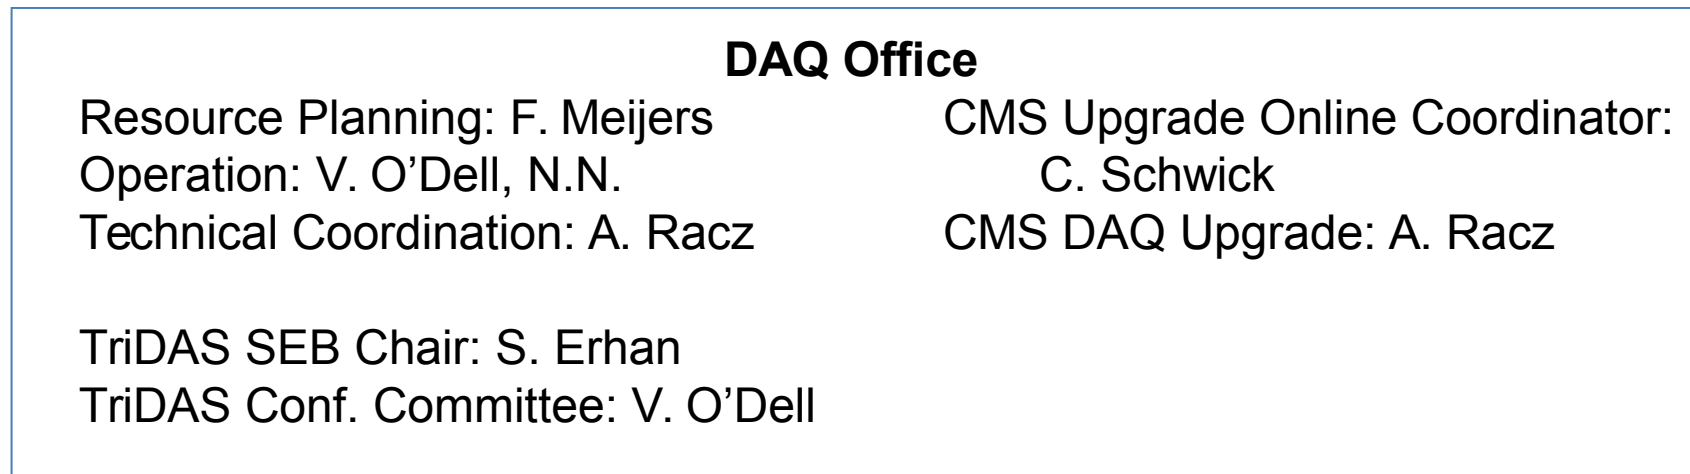 DAQ Office
Resource Planning: F. Meijers
Operation: V. O’Dell, N.N.
Technical Coordination: A. Racz
TriDAS SEB Chair: S. Erhan
TriDAS Conf. Committee: V. O’Dell
CMS Upgrade Online Coordinator:
C. Schwick
CMS DAQ Upgrade: A. Racz